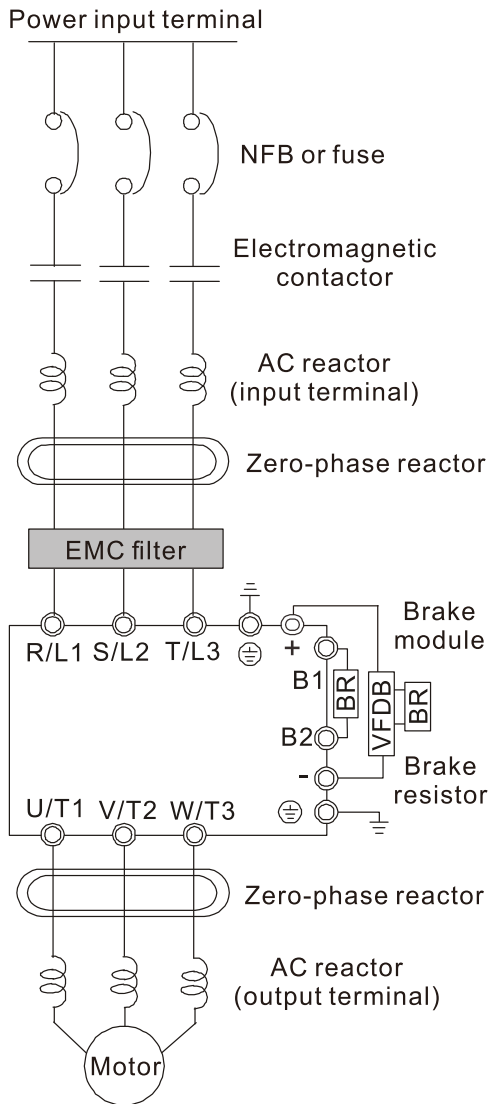 Power input terminal
NFB or fuse
Electromagnetic
contactor
AC reactor
(input terminal)
Zero-phase reactor
EMC filter
R/L1 S/L2 T/L3
+
Brake
module
B1
BR
VFDB
BR
B2
-
Brake
resistor
U/T1 V/T2 W/T3
Zero-phase reactor
AC reactor
(output terminal)
Motor